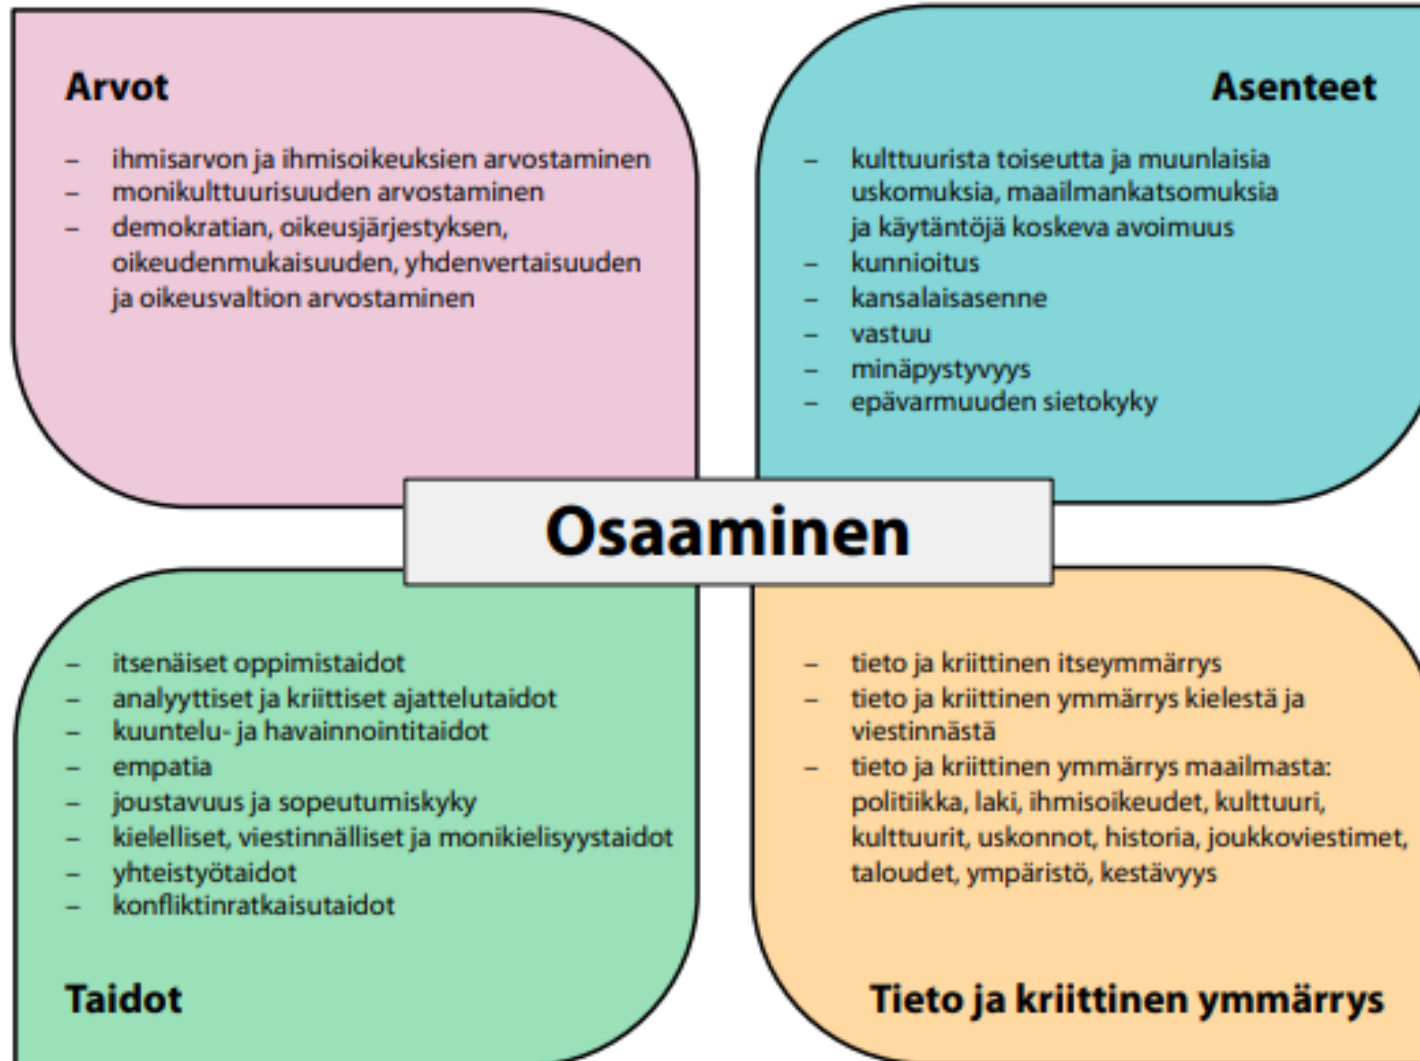 Arvot
– ihmisarvon ja ihmisoikeuksien arvostaminen
– monikulttuurisuuden arvostaminen
– demokratian, oikeusjärjestyksen,
oikeudenmukaisuuden, yhdenvertaisuuden
ja oikeusvaltion arvostaminen
Asenteet
– kulttuurista toiseutta ja muunlaisia
uskomuksia, maailmankatsomuksia
ja käytäntöjä koskeva avoimuus
– kunnioitus
– kansalaisasenne
– vastuu
– minäpystyvyys
– epävarmuuden sietokyky
Osaaminen
– itsenäiset oppimistaidot
– analyyttiset ja kriittiset ajattelutaidot
– kuuntelu- ja havainnointitaidot
– empatia
– joustavuus ja sopeutumiskyky
– kielelliset, viestinnälliset ja monikielisyystaidot
– yhteistyötaidot
– konfliktinratkaisutaidot
Taidot
– tieto ja kriittinen itseymmärrys
– tieto ja kriittinen ymmärrys kielestä ja
viestinnästä
– tieto ja kriittinen ymmärrys maailmasta:
politiikka, laki, ihmisoikeudet, kulttuuri,
kulttuurit, uskonnot, historia, joukkoviestimet,
taloudet, ympäristö, kestävyys
Tieto ja kriittinen ymmärrys